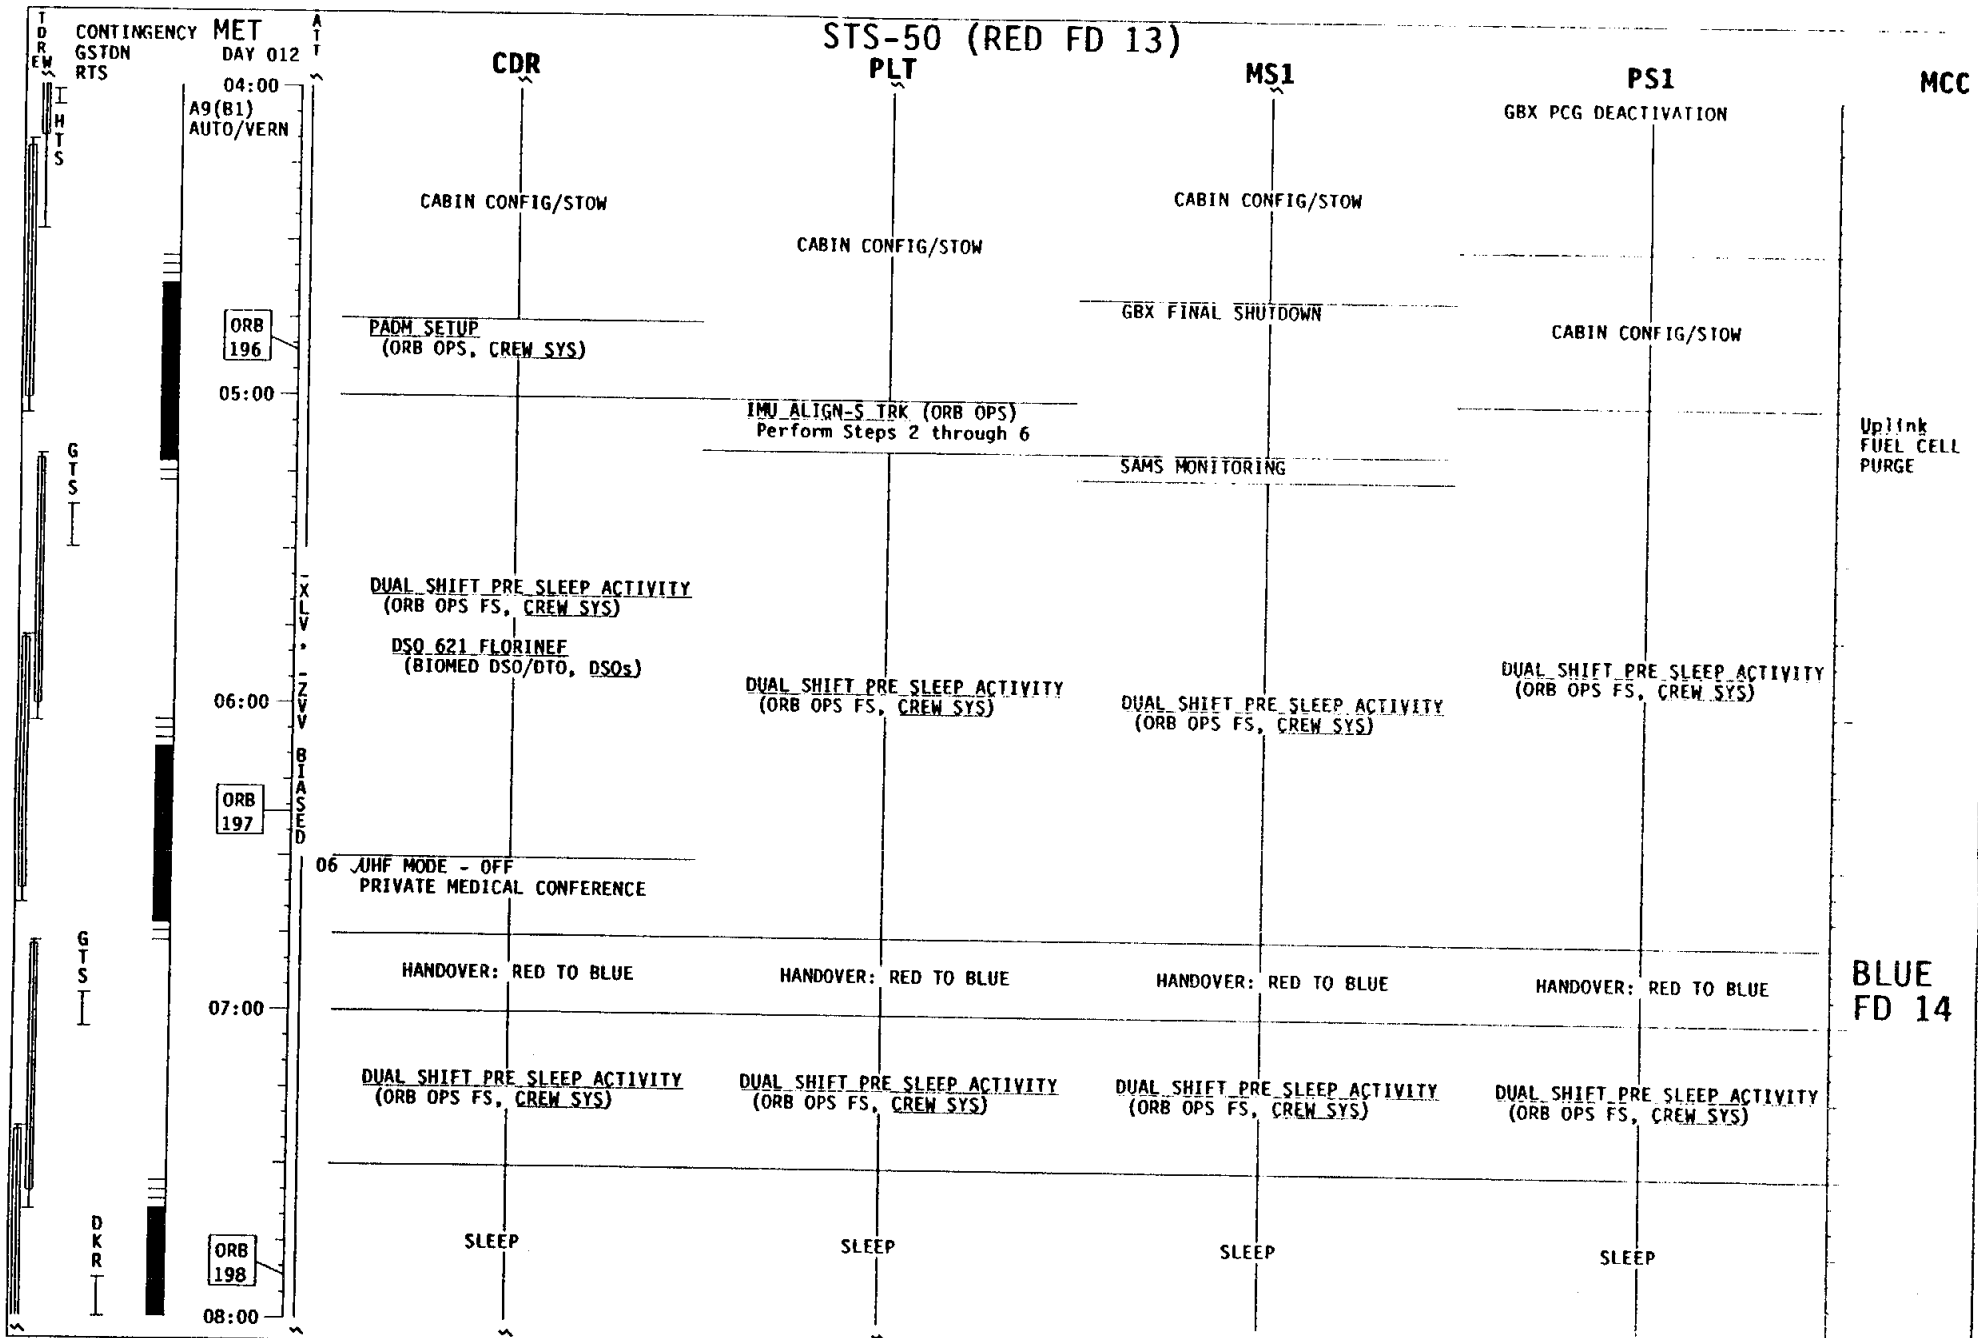 STS-50 (RED FD 13)
T
D
R
E W
CONTINGENCY
GSTDN
RTS
MET
DAY 012
A
T
T
CDR
PLT
MS1
PS1
MCC
04:00
A9(B1)
AUTO/VERN
H
T
S
GBX PCG DEACTIVATION
CABIN CONFIG/STOW
CABIN CONFIG/STOW
CABIN CONFIG/STOW
GBX FINAL SHUTDOWN
CABIN CONFIG/STOW
ORB
196
PADM SETUP
(ORB OPS, CREW SYS)
05:00
IMU ALIGN-S TRK (ORB OPS)
Perform Steps 2 through 6
SAMS MONITORING
Uplink
FUEL CELL
PURGE
G
T
S
-XLV
-ZVV
BIASED
DUAL SHIFT PRE SLEEP ACTIVITY
(ORB OPS FS, CREW SYS)
DSO 621 FLORINEF
(BIOMED DSO/DTO, DSOs)
06:00
DUAL SHIFT PRE SLEEP ACTIVITY
(ORB OPS FS, CREW SYS)
DUAL SHIFT PRE SLEEP ACTIVITY
(ORB OPS FS, CREW SYS)
DUAL SHIFT PRE SLEEP ACTIVITY
(ORB OPS FS, CREW SYS)
ORB
197
06 √UHF MODE - OFF
PRIVATE MEDICAL CONFERENCE
G
T
S
HANDOVER: RED TO BLUE
HANDOVER: RED TO BLUE
HANDOVER: RED TO BLUE
HANDOVER: RED TO BLUE
BLUE
FD 14
07:00
DUAL SHIFT PRE SLEEP ACTIVITY
(ORB OPS FS, CREW SYS)
DUAL SHIFT PRE SLEEP ACTIVITY
(ORB OPS FS, CREW SYS)
DUAL SHIFT PRE SLEEP ACTIVITY
(ORB OPS FS, CREW SYS)
DUAL SHIFT PRE SLEEP ACTIVITY
(ORB OPS FS, CREW SYS)
D
K
R
ORB
198
SLEEP
SLEEP
SLEEP
SLEEP
08:00